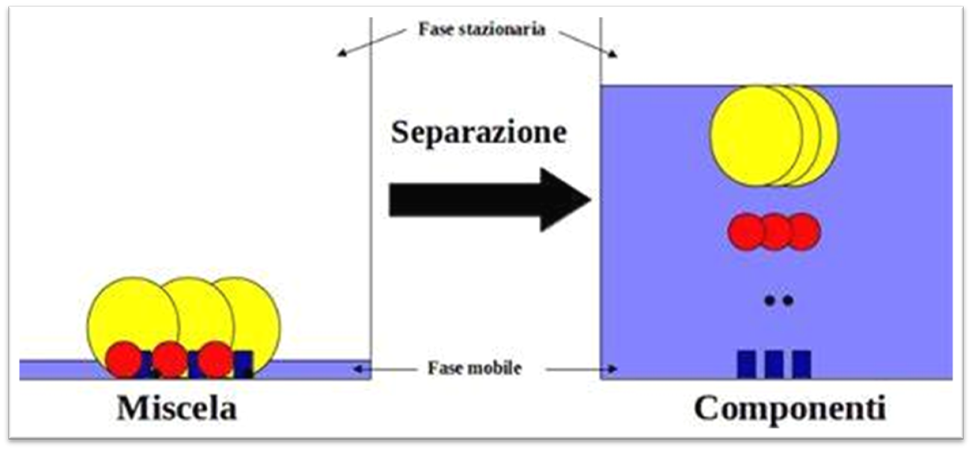 Fase stazionaria
Separazione
Fase mobile
Miscela
Componenti